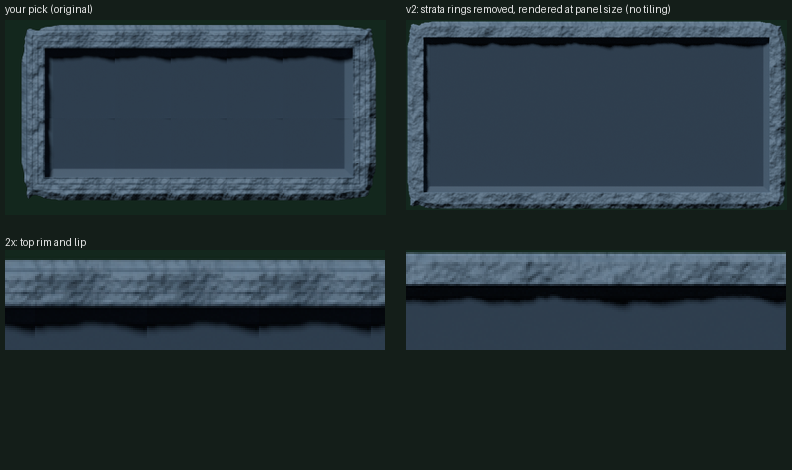 your pick (original)
v2: strata rings removed, rendered at panel size (no tiling)
2x: top rim and lip